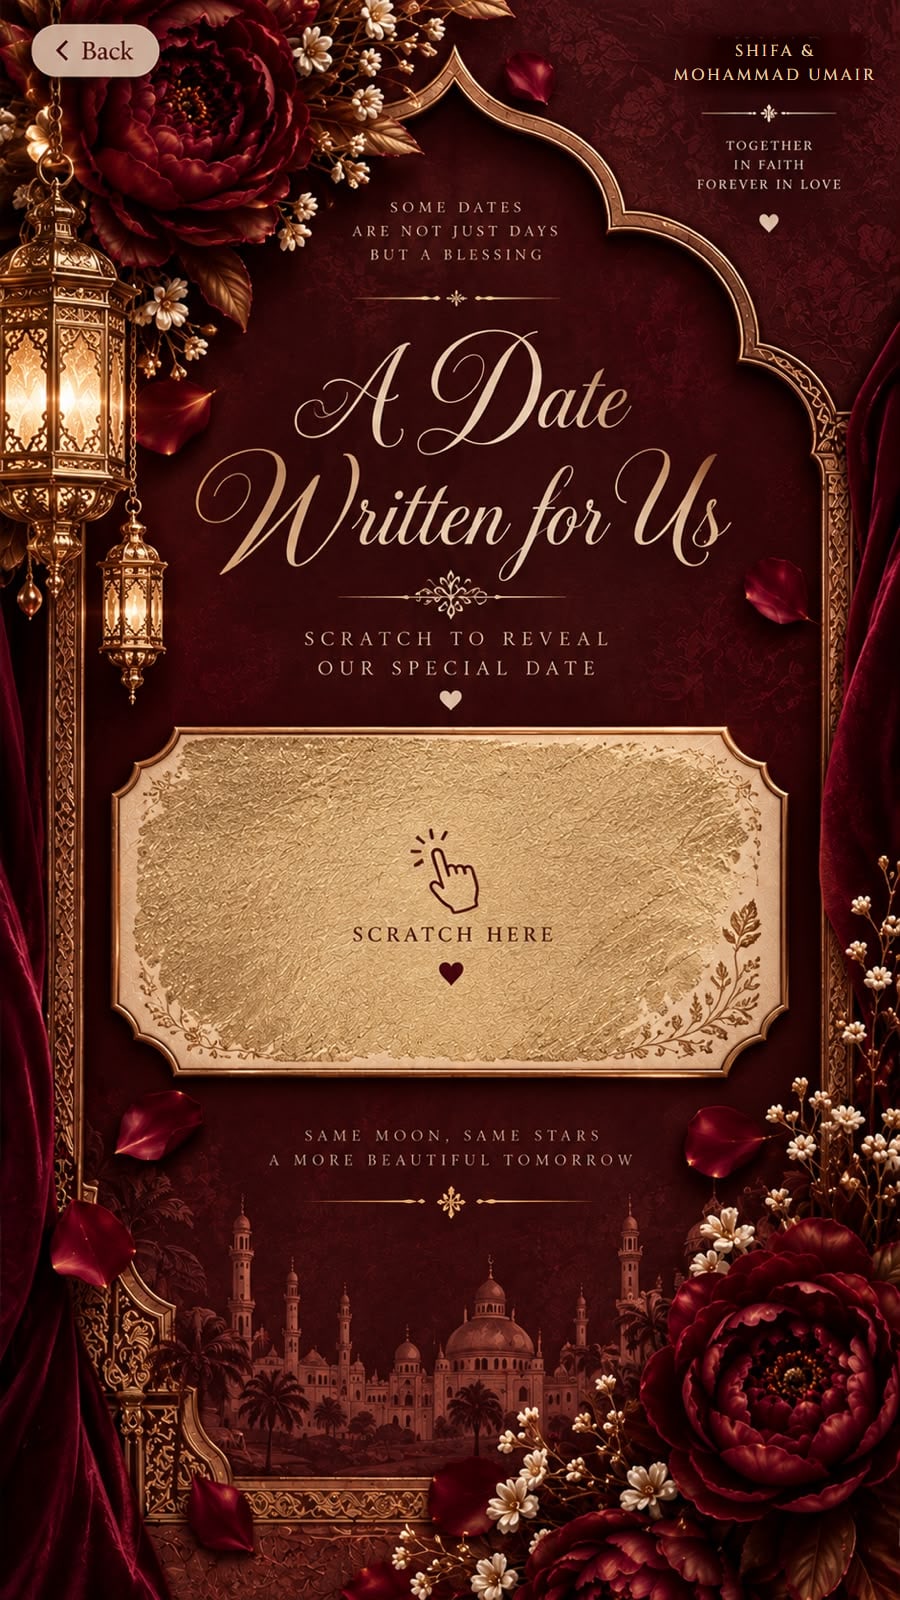 Back
SHIFA &
MOHAMMAD UMAIR
TOGETHER
IN FAITH
FOREVER IN LOVE
SOME DATES
ARE NOT JUST DAYS
BUT A BLESSING
A Date
Written for Us
SCRATCH TO REVEAL
OUR SPECIAL DATE
SCRATCH HERE
SAME MOON, SAME STARS
A MORE BEAUTIFUL TOMORROW